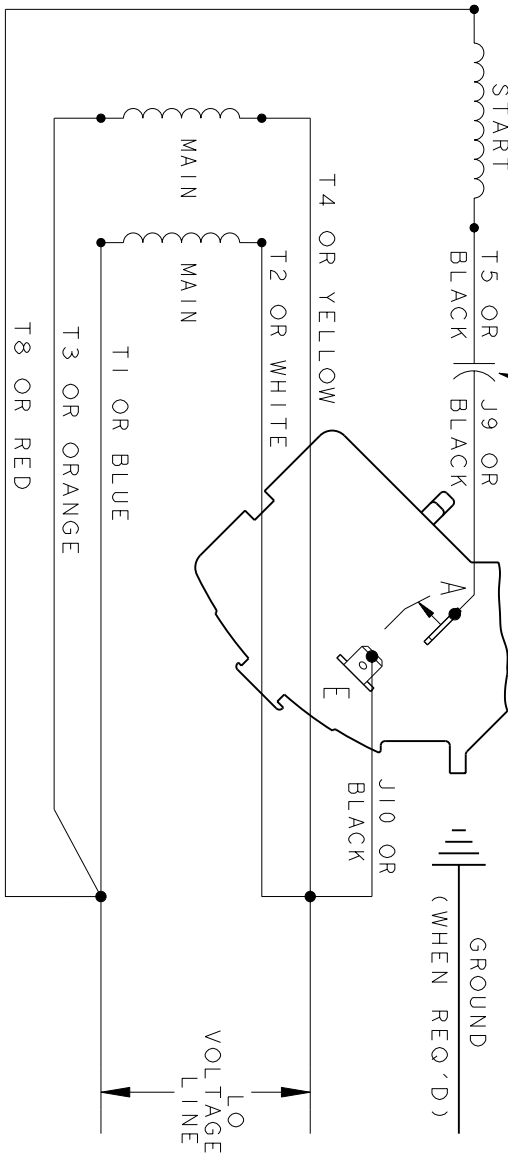 START
T5 OR
BLACK
J9 OR
BLACK
MAIN
MAIN
T4 OR YELLOW
T2 OR WHITE
T1 OR BLUE
T3 OR ORANGE
T8 OR RED
A
E
J10 OR
BLACK
GROUND
(WHEN REQ'D)
LO
VOLTAGE
LINE